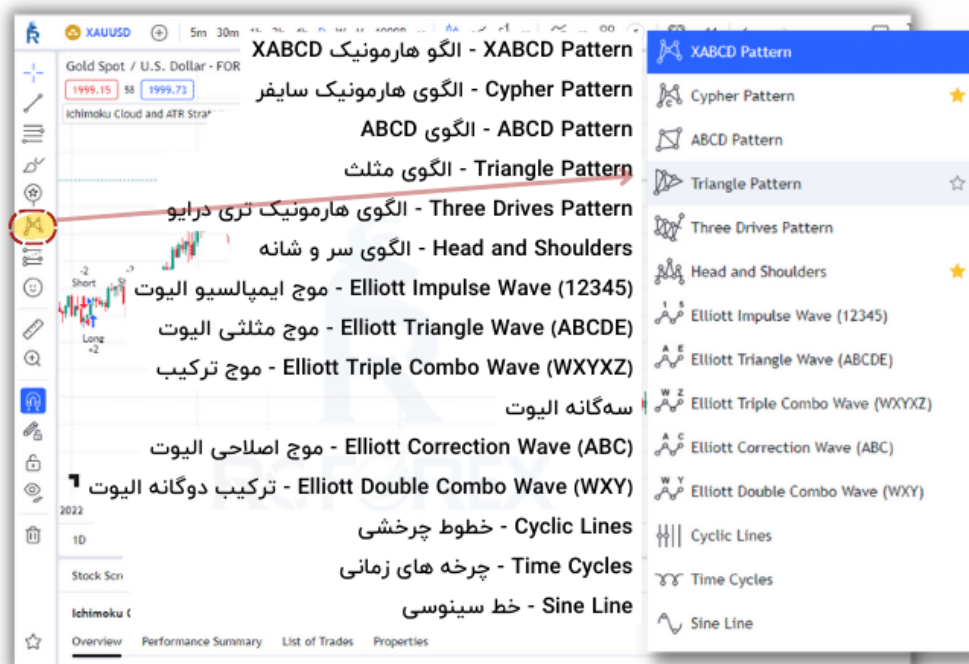 XAUUSD
5m 30m
Gold Spot / U.S. Dollar · FOR
1999.15 58 1999.73
Ichimoku Cloud and ATR Strat
-2
Short
Long
+2
2022
1D
Stock Scr
Ichimoku
Overview Performance Summary List of Trades Properties
RS FOREX
XABCD Pattern - الگو هارمونیک XABCD
Cypher Pattern - الگوی هارمونیک سایفر
ABCD Pattern - الگوی ABCD
Triangle Pattern - الگوی مثلث
Three Drives Pattern - الگوی هارمونیک تری درایو
Head and Shoulders - الگوی سر و شانه
Elliott Impulse Wave (12345) - موج ایمپالسیو الیوت
Elliott Triangle Wave (ABCDE) - موج مثلثی الیوت
Elliott Triple Combo Wave (WXYXZ) - موج ترکیب
سه‌گانه الیوت
Elliott Correction Wave (ABC) - موج اصلاحی الیوت
Elliott Double Combo Wave (WXY) - ترکیب دوگانه الیوت
Cyclic Lines - خطوط چرخشی
Time Cycles - چرخه های زمانی
Sine Line - خط سینوسی
XABCD Pattern
Cypher Pattern
ABCD Pattern
Triangle Pattern
Three Drives Pattern
Head and Shoulders
Elliott Impulse Wave (12345)
Elliott Triangle Wave (ABCDE)
Elliott Triple Combo Wave (WXYXZ)
Elliott Correction Wave (ABC)
Elliott Double Combo Wave (WXY)
Cyclic Lines
Time Cycles
Sine Line